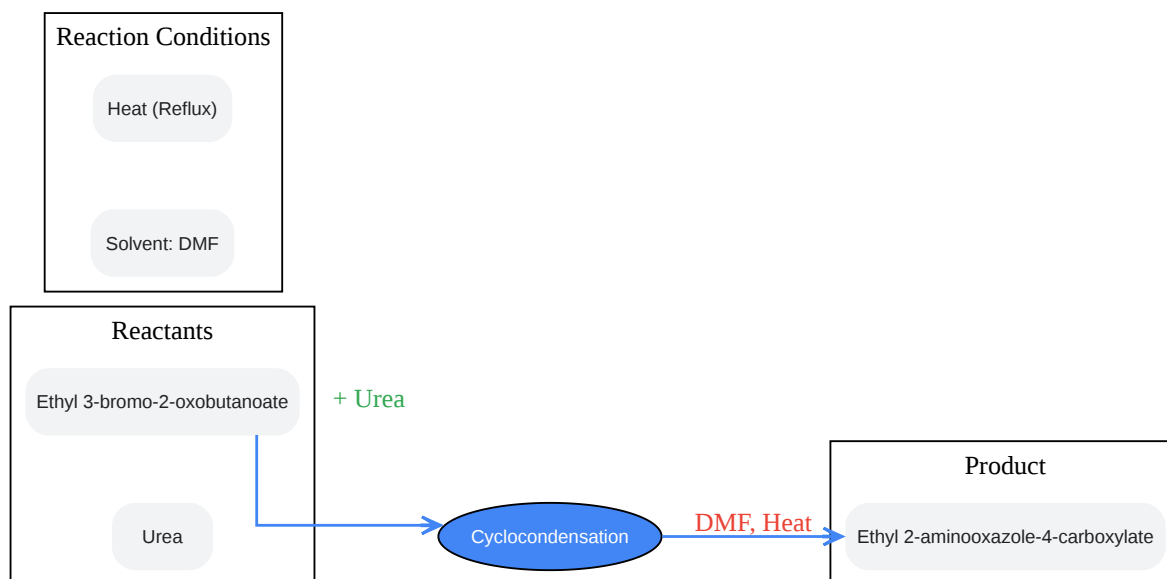 Reaction Conditions
Heat (Reflux)
Solvent: DMF
Reactants
Ethyl 3-bromo-2-oxobutanoate
+ Urea
Urea
Cyclocondensation
DMF, Heat
Product
Ethyl 2-aminooxazole-4-carboxylate